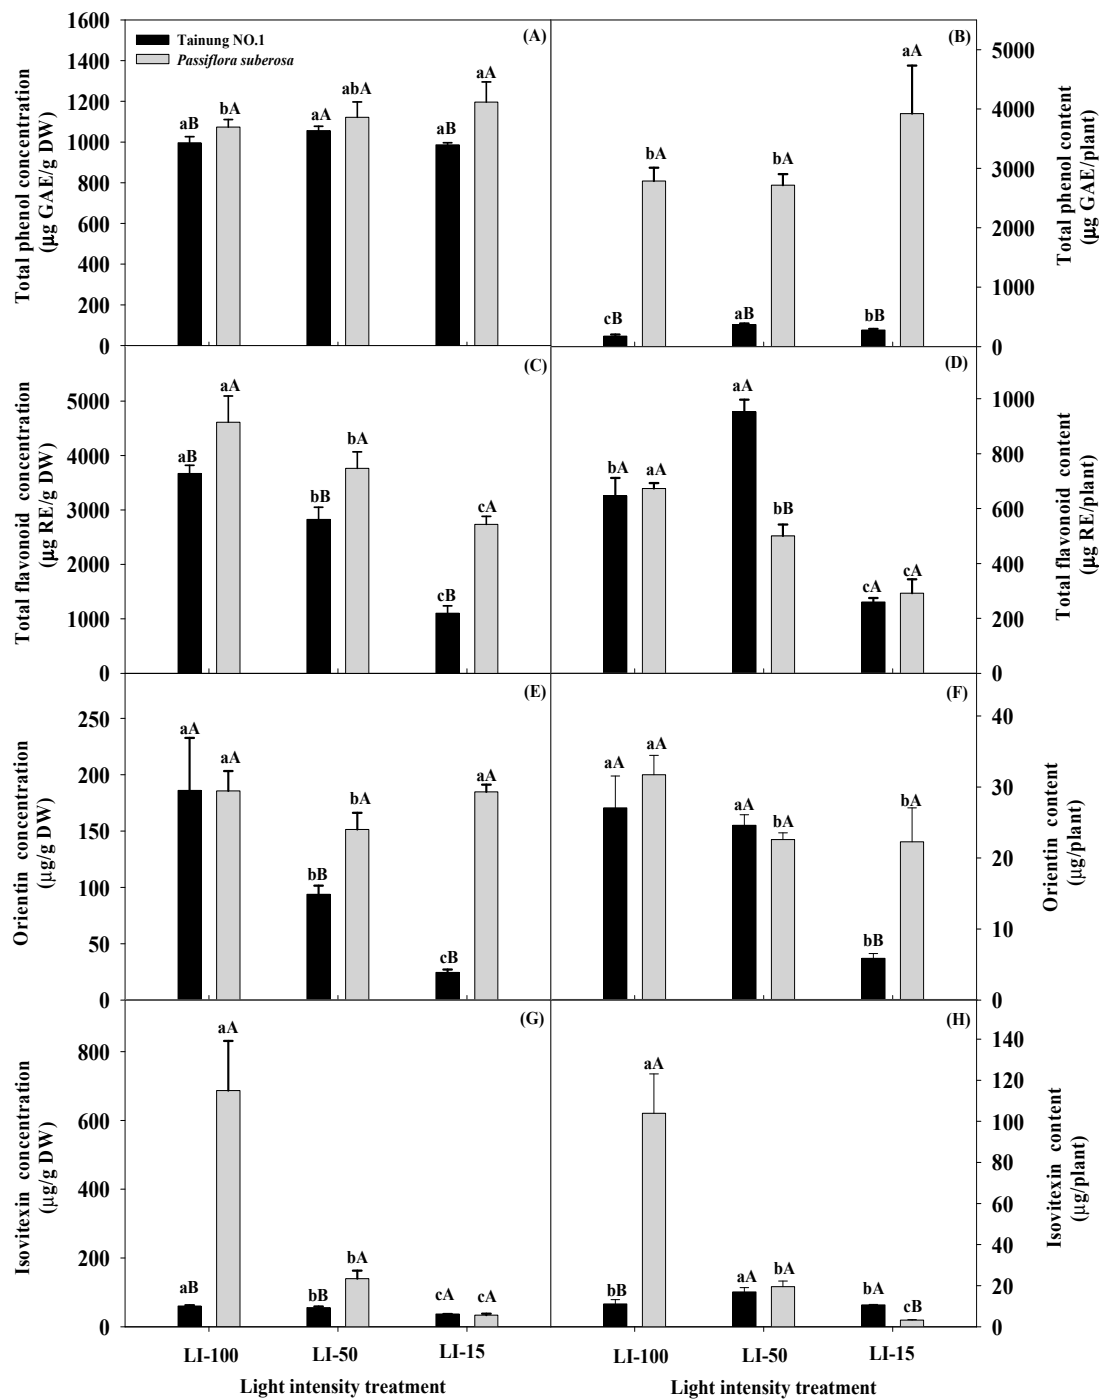 Tainung NO.1
Passiflora suberosa
(A)
Total phenol concentration
(µg GAE/g DW)
1600
1400
1200
1000
800
600
400
200
0
aB
bA
aA
abA
aB
aA
(B)
Total phenol content
(µg GAE/plant)
5000
4000
3000
2000
1000
0
cB
bA
aB
bA
bB
aA
(C)
Total flavonoid concentration
(µg RE/g DW)
5000
4000
3000
2000
1000
0
aB
aA
bB
bA
cB
cA
(D)
Total flavonoid content
(µg RE/plant)
1000
800
600
400
200
0
bA
aA
aA
bB
cA
cA
(E)
Orientin concentration
(µg/g DW)
250
200
150
100
50
0
aA
aA
bB
bA
cB
aA
(F)
Orientin content
(µg/plant)
40
30
20
10
0
aA
aA
aA
bA
bB
bA
(G)
Isovitexin concentration
(µg/g DW)
800
600
400
200
0
aB
aA
bB
bA
cA
cA
LI-100 LI-50 LI-15
Light intensity treatment
(H)
Isovitexin content
(µg/plant)
140
120
100
80
60
40
20
0
bB
aA
aA
bA
bA
cB
LI-100 LI-50 LI-15
Light intensity treatment